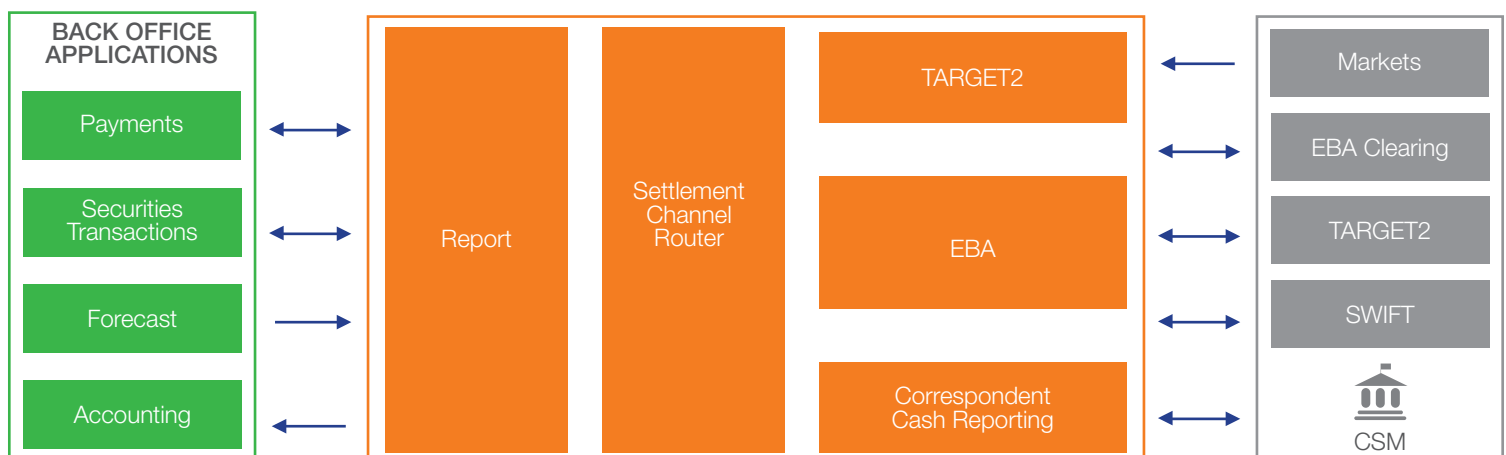 BACK OFFICE
APPLICATIONS
Payments
Securities
Transactions
Forecast
Accounting
Report
Settlement
Channel
Router
TARGET2
EBA
Correspondent
Cash Reporting
Markets
EBA Clearing
TARGET2
SWIFT
CSM